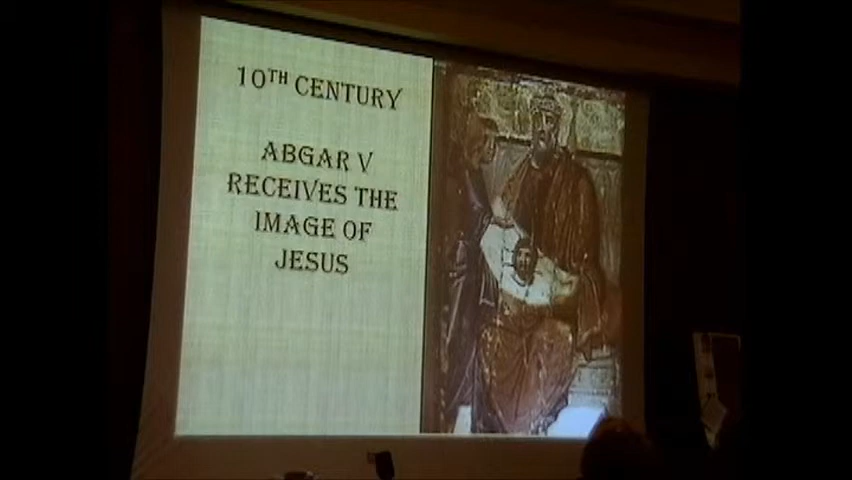 10TH CENTURY
ABGAR V
RECEIVES THE
IMAGE OF
JESUS